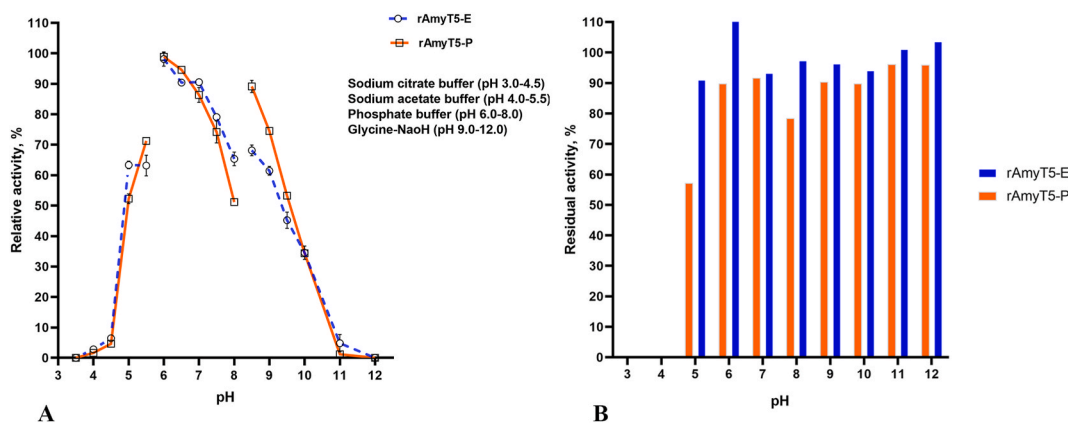 rAmyT5-E
rAmyT5-P
Sodium citrate buffer (pH 3.0-4.5)
Sodium acetate buffer (pH 4.0-5.5)
Phosphate buffer (pH 6.0-8.0)
Glycine-NaoH (pH 9.0-12.0)
Relative activity, %
110
100
90
80
70
60
50
40
30
20
10
0
3 4 5 6 7 8 9 10 11 12
pH
A
Residual activity, %
110
100
90
80
70
60
50
40
30
20
10
0
3 4 5 6 7 8 9 10 11 12
pH
B
rAmyT5-E
rAmyT5-P